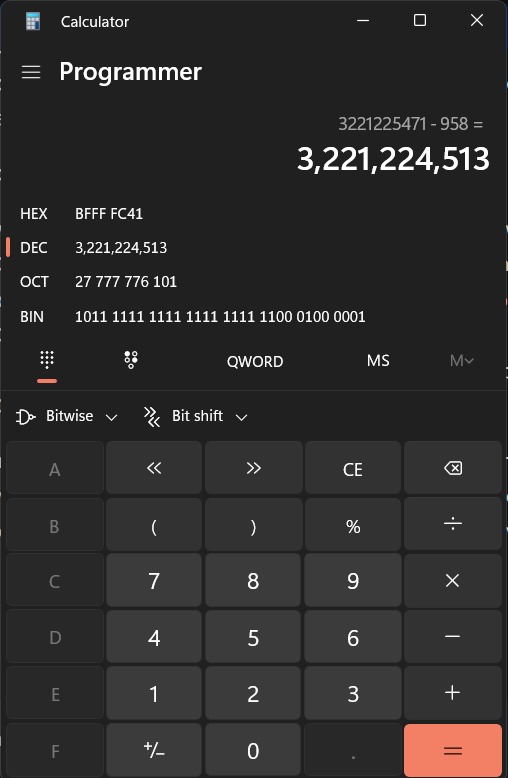 Calculator
Programmer
3221225471 - 958 =
3,221,224,513
HEX BFFF FC41
DEC 3,221,224,513
OCT 27 777 776 101
BIN 1011 1111 1111 1111 1111 1100 0100 0001
QWORD MS M
Bitwise Bit shift
A << >> CE
B ( ) % ÷
C 7 8 9 ×
D 4 5 6 −
E 1 2 3 +
F +/− 0 . =